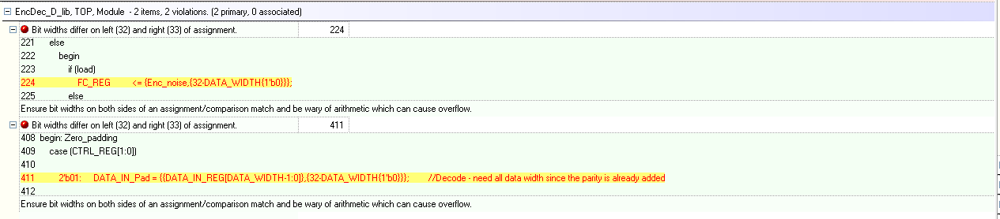 EncDec_D_lib, TOP, Module - 2 items, 2 violations. (2 primary, 0 associated)
Bit widths differ on left (32) and right (33) of assignment. 224
221 else
222 begin
223 if (load)
224 FC_REG <= {Enc_noise,{32-DATA_WIDTH{1'b0}}};
225 else
Ensure bit widths on both sides of an assignment/comparison match and be wary of arithmetic which can cause overflow.
Bit widths differ on left (32) and right (33) of assignment. 411
408 begin: Zero_padding
409 case (CTRL_REG[1:0])
410
411 2'b01: DATA_IN_Pad = {{DATA_IN_REG[DATA_WIDTH-1:0]},{32-DATA_WIDTH{1'b0}}}; //Decode - need all data width since the parity is already added
412
Ensure bit widths on both sides of an assignment/comparison match and be wary of arithmetic which can cause overflow.